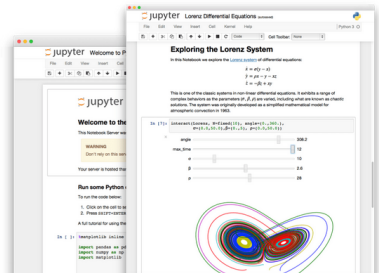 jupyter Lorenz Differential Equations
File Edit View Insert Cell Kernel Help
Python 3
Code
Cell Toolbar: None
Exploring the Lorenz System
In this Notebook we explore the Lorenz system of differential equations:
ẋ = σ(y − x)
ẏ = ρx − y − xz
ż = −βz + xy
This is one of the classic systems in non-linear differential equations. It exhibits a range of
complex behaviors as the parameters (σ, β, ρ) are varied, including what are known as chaotic
solutions. The system was originally developed as a simplified mathematical model for
atmospheric convection in 1963.
In [7]: interact(Lorenz, N=fixed(10), angle=(0.,360.),
σ=(0.0,50.0),β=(0.,5), ρ=(0.0,50.0))
angle 308.2
max_time 12
σ 10
β 2.6
ρ 28
jupyter Welcome to P
File Edit View Insert Cell
jupyter
Welcome to the
This Notebook Server was
WARNING
Don't rely on this ser
Your server is hosted tha
Run some Python
To run the code below:
1. Click on the cell to se
2. Press SHIFT+ENTER
A full tutorial for using the
In [ ]: %matplotlib inline
import pandas as pd
import numpy as np
import matplotlib